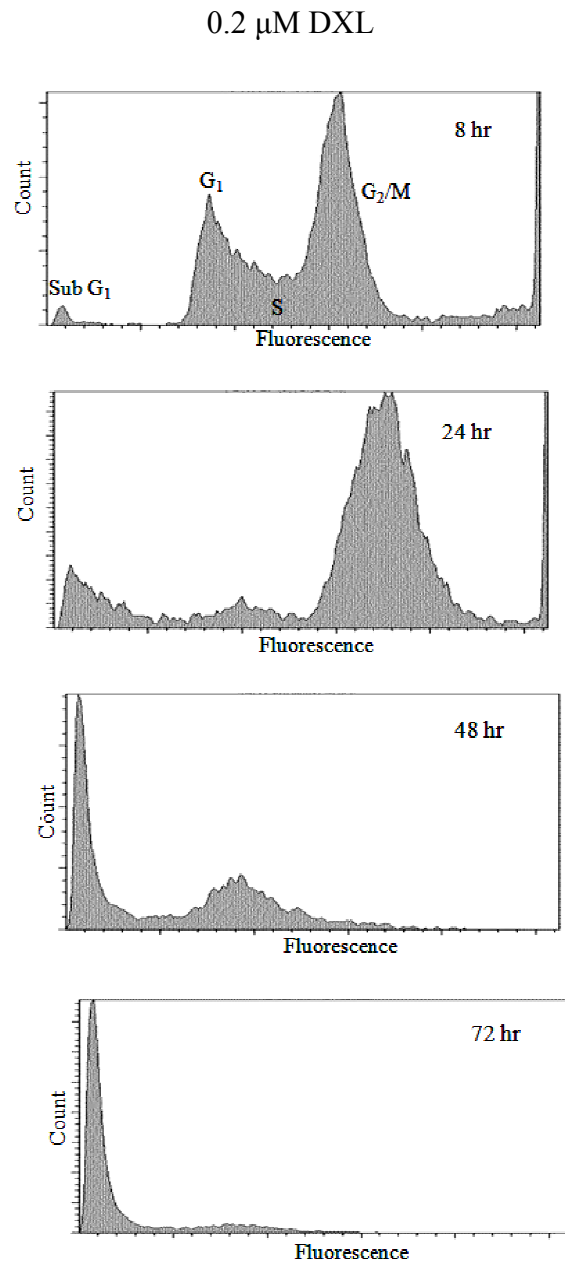 0.2 μM DXL
8 hr
G1
G2/M
Sub G1
S
Count
Fluorescence
24 hr
Count
Fluorescence
48 hr
Count
Fluorescence
72 hr
Count
Fluorescence